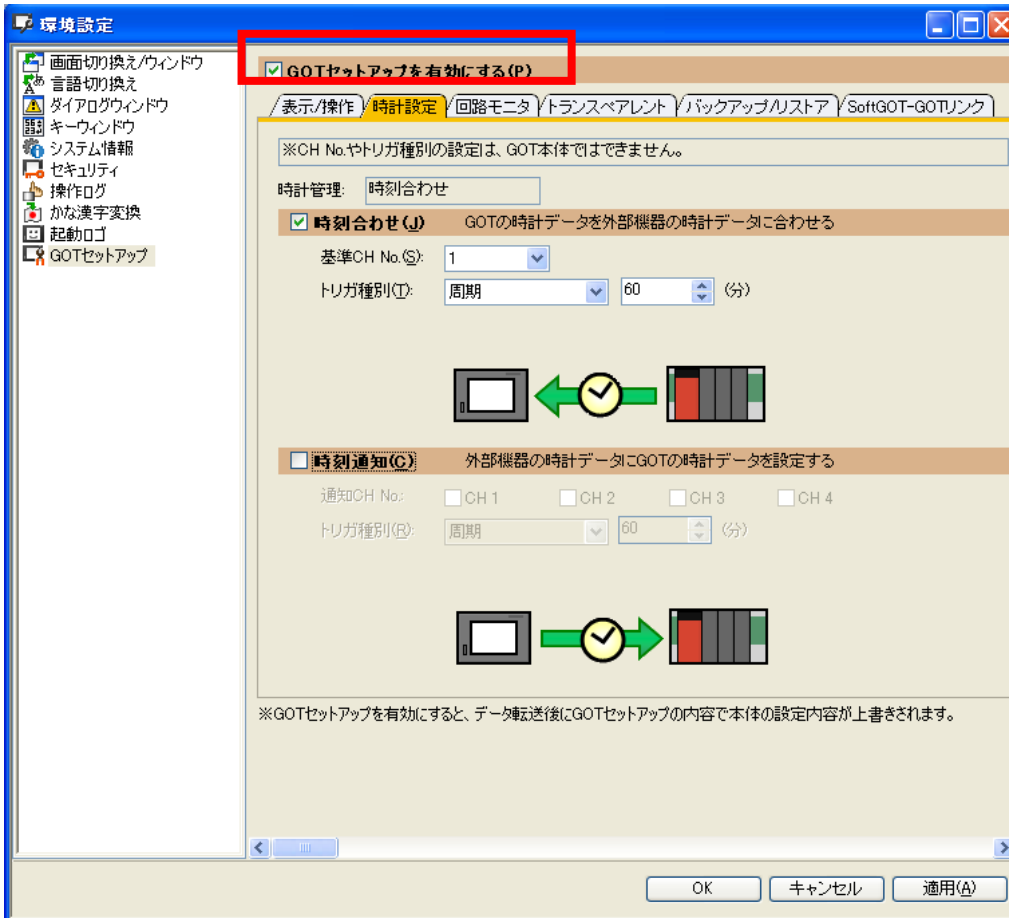 環境設定
画面切り換え/ウィンドウ
言語切り換え
ダイアログウィンドウ
キーウィンドウ
システム情報
セキュリティ
操作ログ
かな漢字変換
起動ロゴ
GOTセットアップ
GOTセットアップを有効にする(P)
表示/操作 時計設定 回路モニタ トランスペアレント バックアップ/リストア SoftGOT-GOTリンク
※CH No.やトリガ種別の設定は、GOT本体ではできません。
時計管理: 時刻合わせ
時刻合わせ(J) GOTの時計データを外部機器の時計データに合わせる
基準CH No.(S): 1
トリガ種別(T): 周期 60 (分)
時刻通知(C) 外部機器の時計データにGOTの時計データを設定する
通知CH No.: CH 1 CH 2 CH 3 CH 4
トリガ種別(R): 周期 60 (分)
※GOTセットアップを有効にすると、データ転送後にGOTセットアップの内容で本体の設定内容が上書きされます。
OK キャンセル 適用(A)